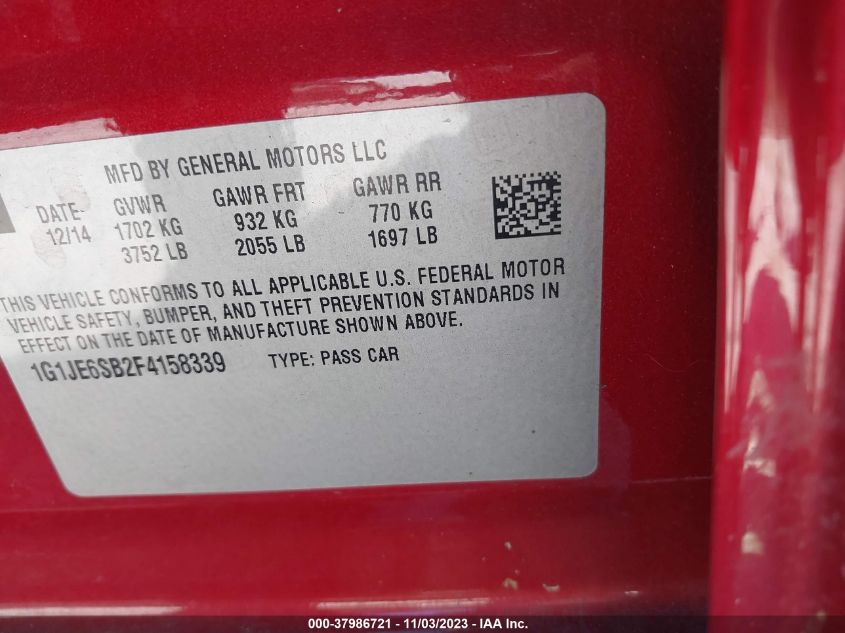 MFD BY GENERAL MOTORS LLC
DATE GVWR GAWR FRT GAWR RR
12/14 1702 KG 932 KG 770 KG
3752 LB 2055 LB 1697 LB
THIS VEHICLE CONFORMS TO ALL APPLICABLE U.S. FEDERAL MOTOR
VEHICLE SAFETY, BUMPER, AND THEFT PREVENTION STANDARDS IN
EFFECT ON THE DATE OF MANUFACTURE SHOWN ABOVE.
1G1JE6SB2F4158339 TYPE: PASS CAR
000-37986721 - 11/03/2023 - IAA Inc.